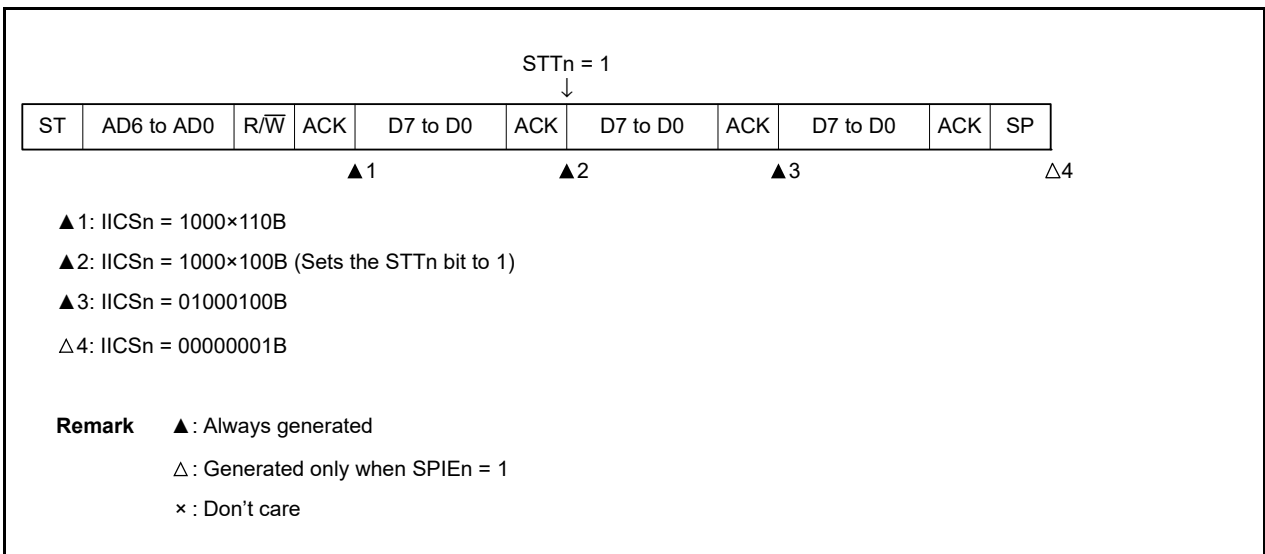 STTn = 1
↓
ST AD6 to AD0 R/W̅ ACK D7 to D0 ACK D7 to D0 ACK D7 to D0 ACK SP
▲1 ▲2 ▲3 △4
▲1: IICSn = 1000×110B
▲2: IICSn = 1000×100B (Sets the STTn bit to 1)
▲3: IICSn = 01000100B
△4: IICSn = 00000001B
Remark ▲: Always generated
△: Generated only when SPIEn = 1
×: Don't care